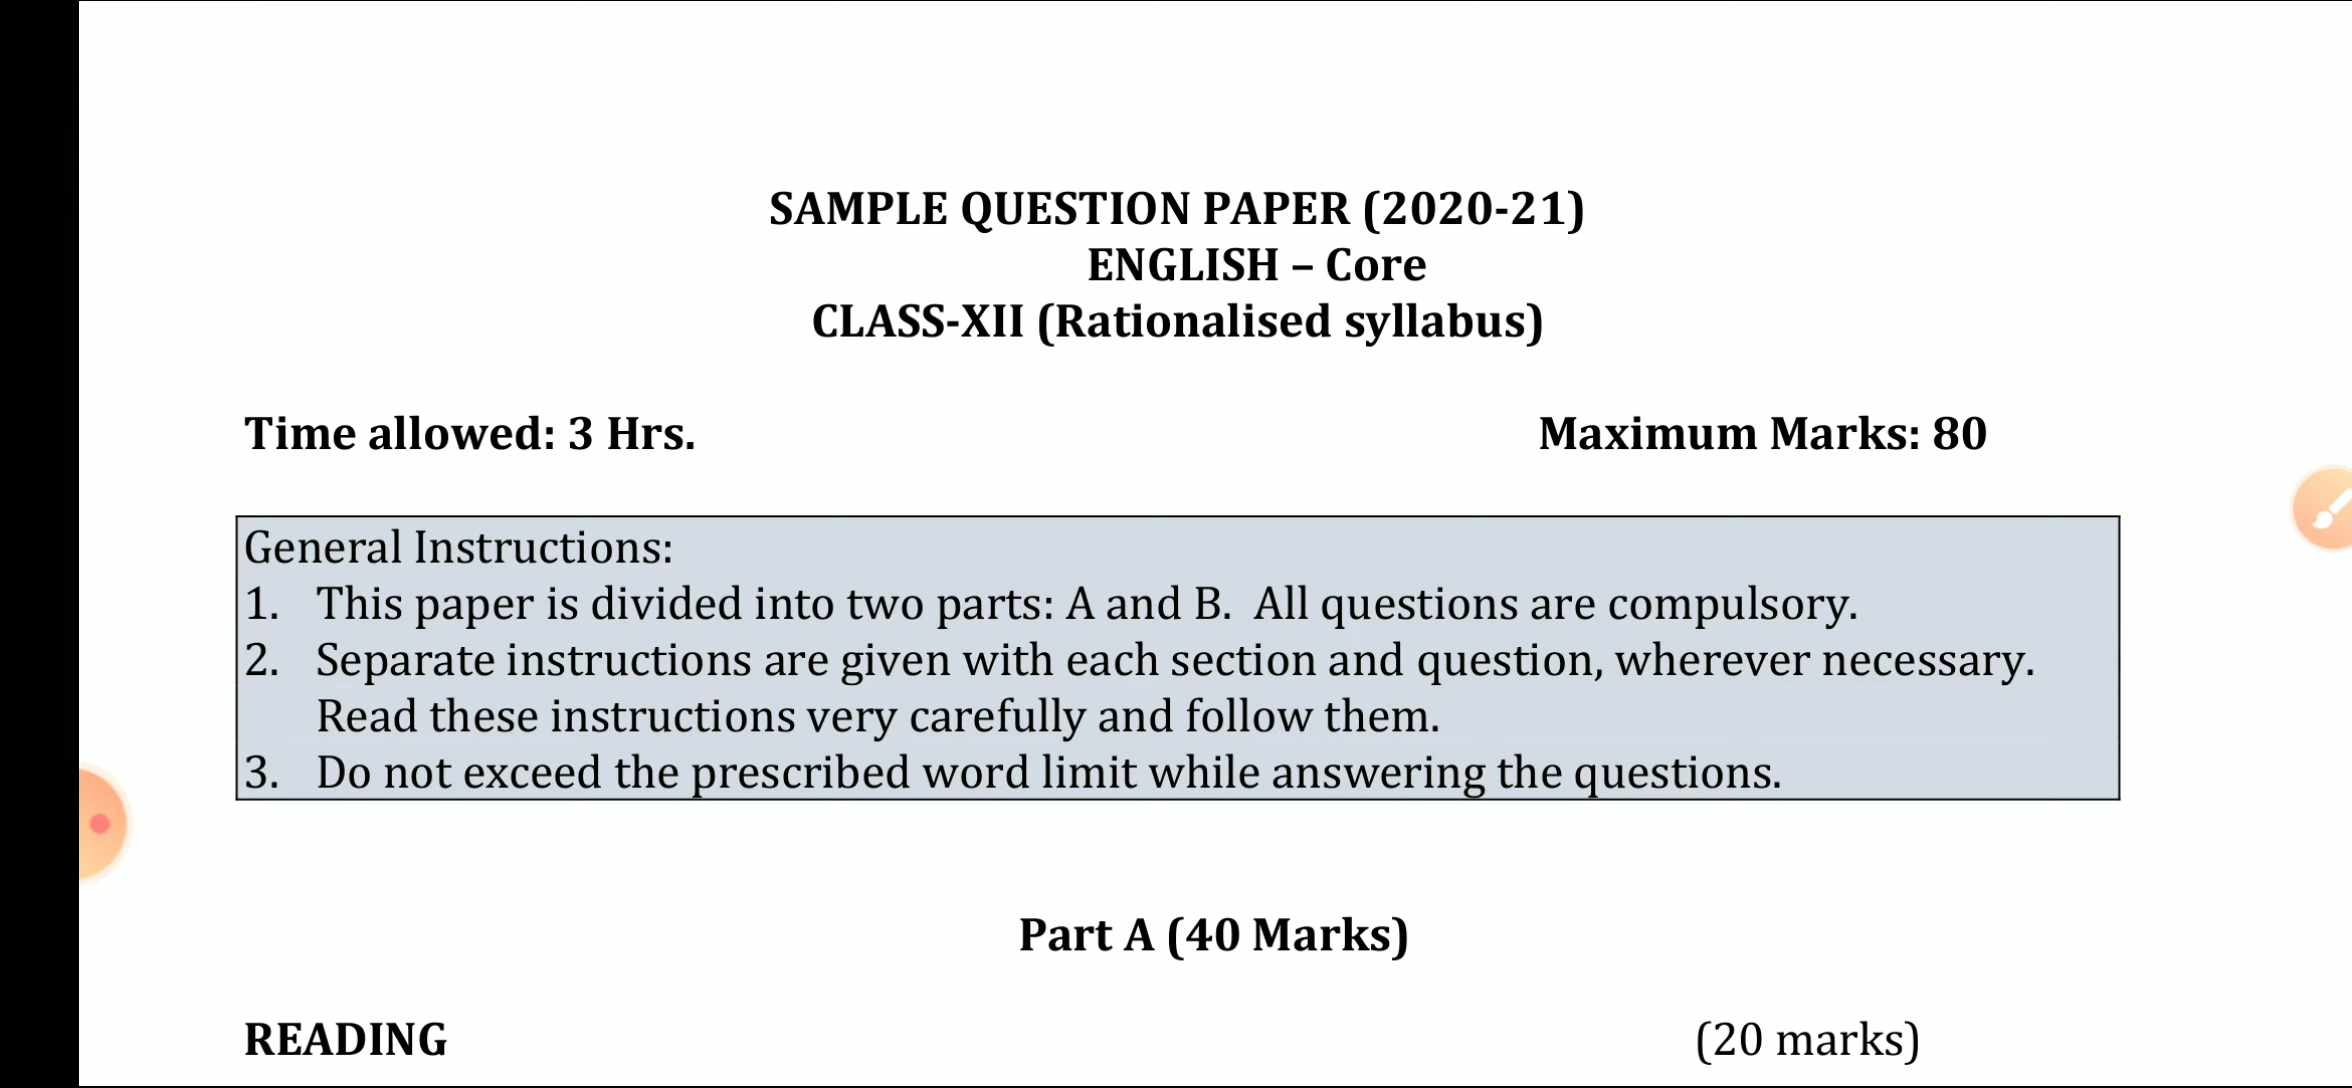 SAMPLE QUESTION PAPER (2020-21)
ENGLISH – Core
CLASS-XII (Rationalised syllabus)
Time allowed: 3 Hrs. Maximum Marks: 80
General Instructions:
1. This paper is divided into two parts: A and B. All questions are compulsory.
2. Separate instructions are given with each section and question, wherever necessary.
Read these instructions very carefully and follow them.
3. Do not exceed the prescribed word limit while answering the questions.
Part A (40 Marks)
READING (20 marks)